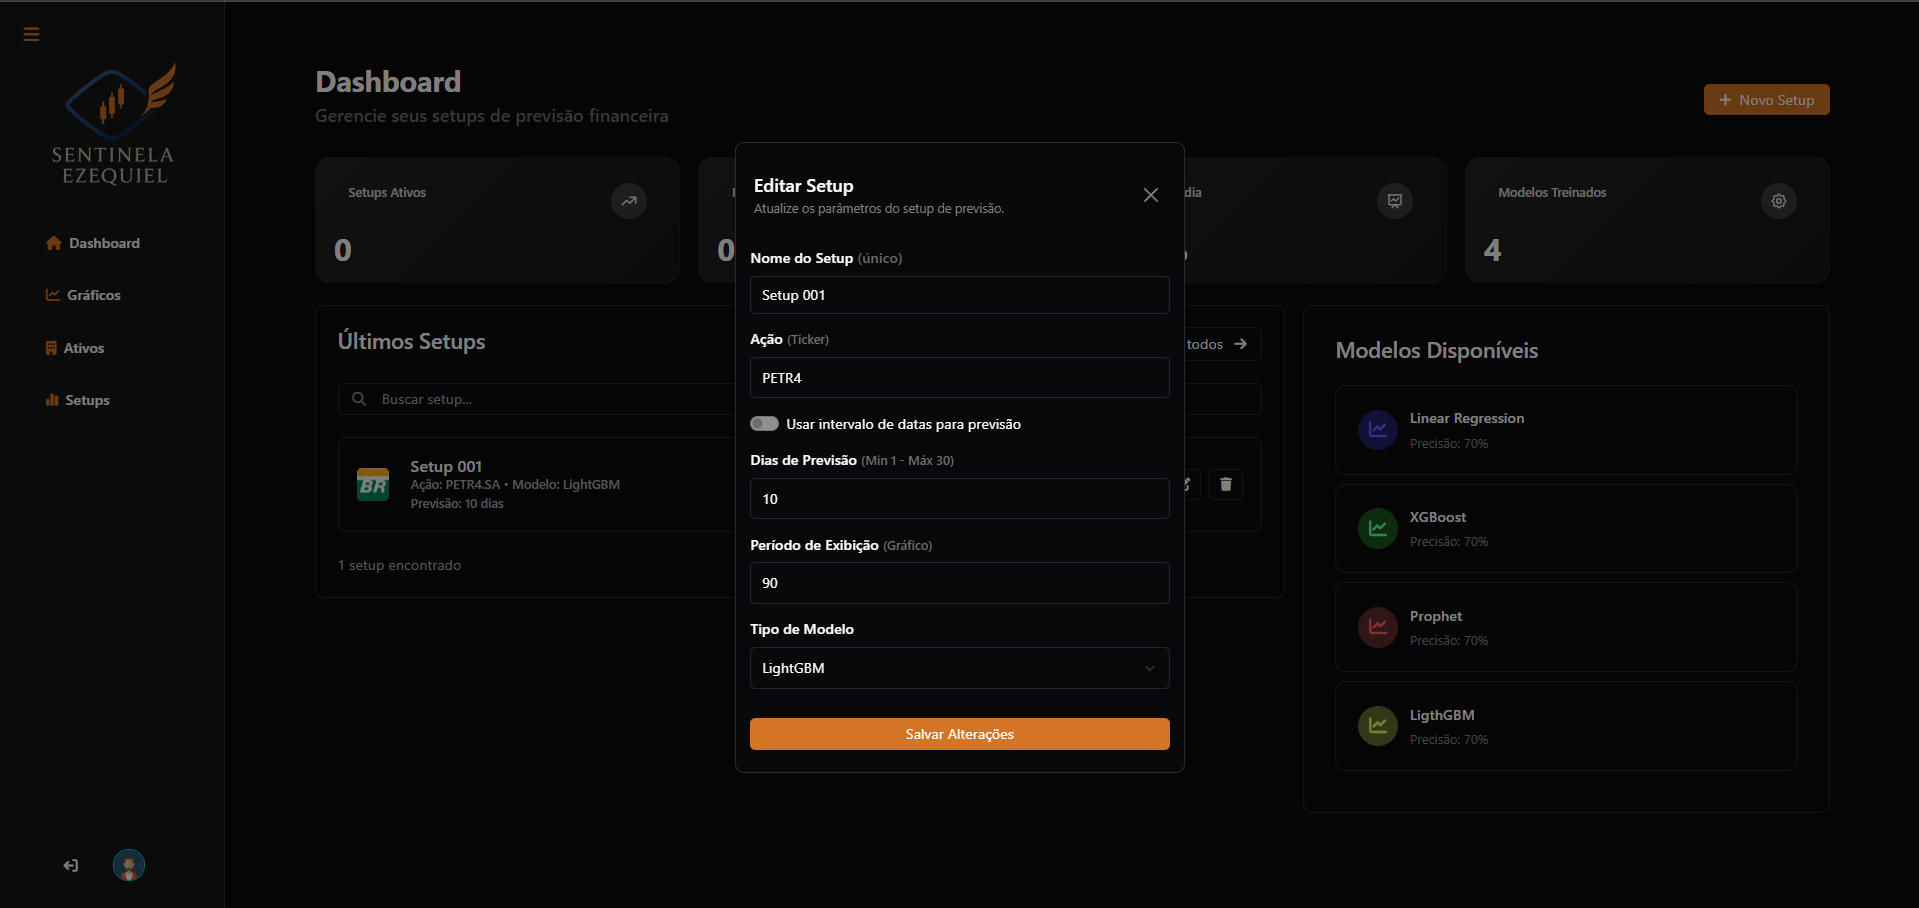 SENTINELA
EZEQUIEL
Dashboard
Gráficos
Ativos
Setups
Dashboard
Gerencie seus setups de previsão financeira
+ Novo Setup
Setups Ativos
0
0
dia
Modelos Treinados
4
Últimos Setups
todos
Buscar setup...
BR
Setup 001
Ação: PETR4.SA • Modelo: LightGBM
Previsão: 10 dias
1 setup encontrado
Editar Setup
Atualize os parâmetros do setup de previsão.
Nome do Setup (único)
Setup 001
Ação (Ticker)
PETR4
Usar intervalo de datas para previsão
Dias de Previsão (Min 1 - Máx 30)
10
Período de Exibição (Gráfico)
90
Tipo de Modelo
LightGBM
Salvar Alterações
Modelos Disponíveis
Linear Regression
Precisão: 70%
XGBoost
Precisão: 70%
Prophet
Precisão: 70%
LigthGBM
Precisão: 70%